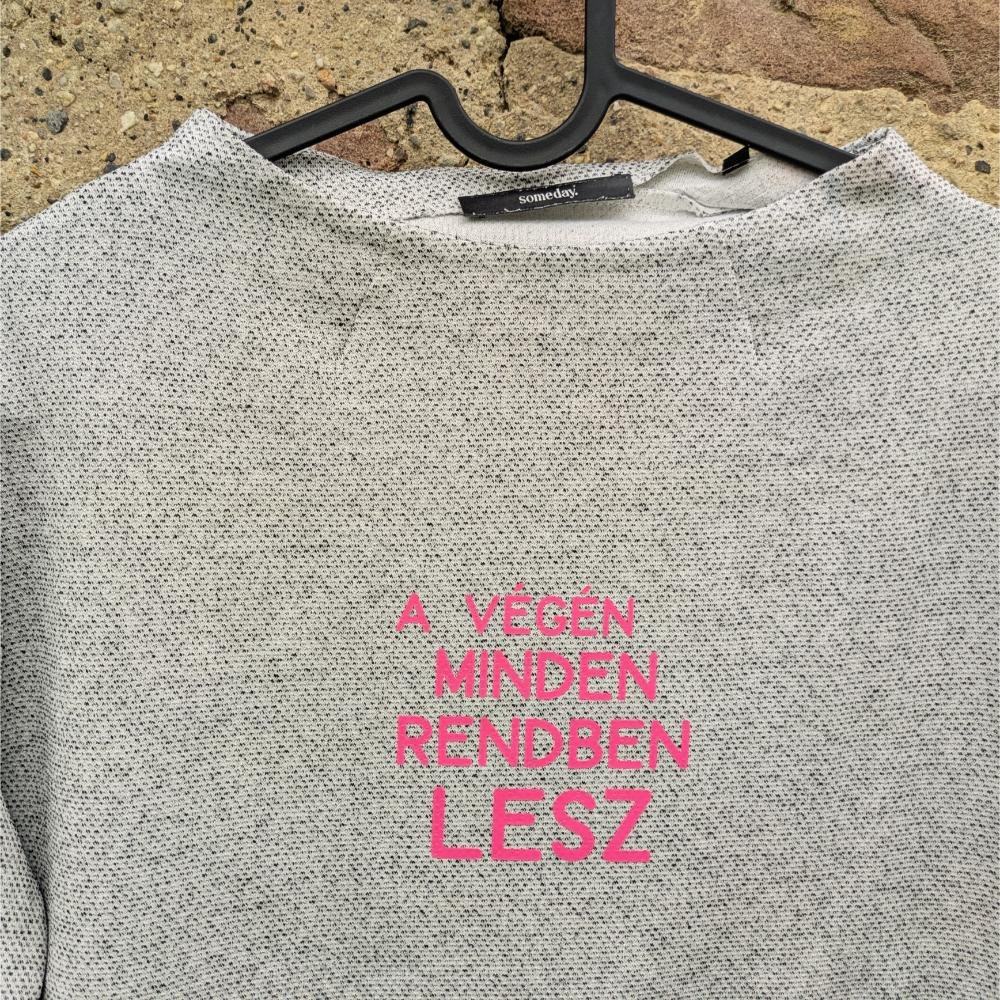 someday.
A VÉGÉN
MINDEN
RENDBEN
LESZ